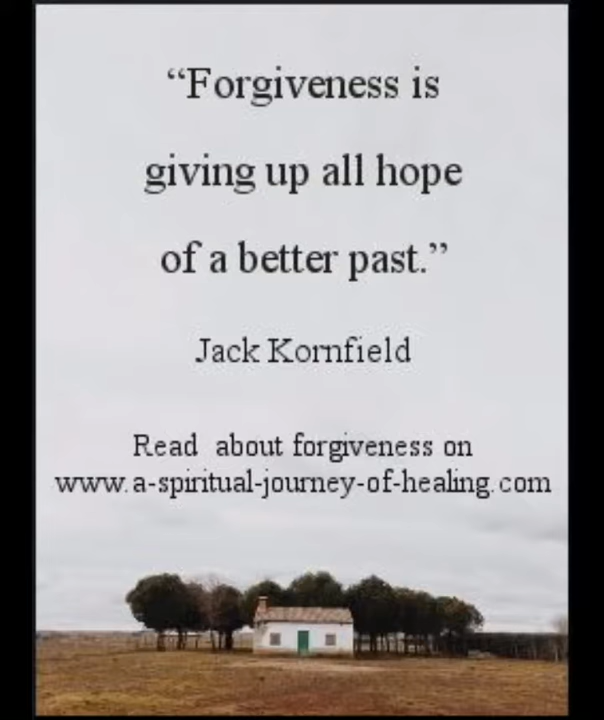 “Forgiveness is
giving up all hope
of a better past.”
Jack Kornfield
Read about forgiveness on
www.a-spiritual-journey-of-healing.com